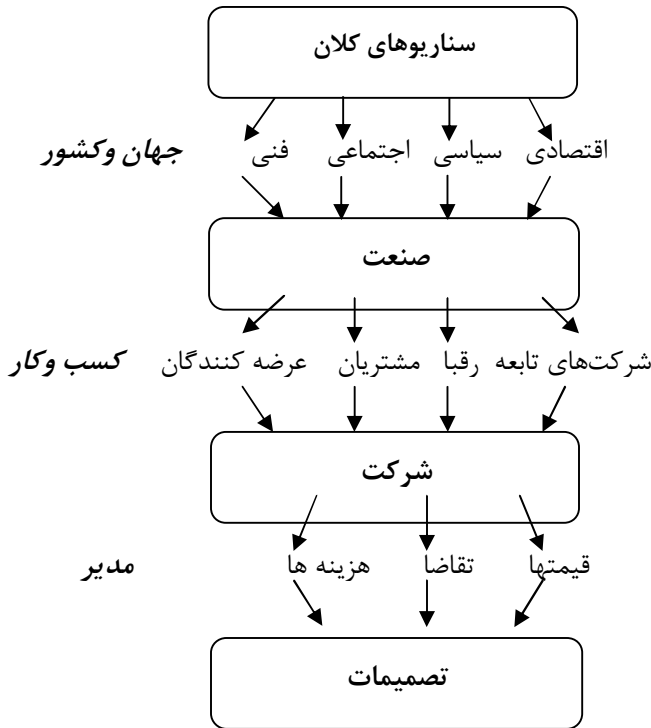 سناریوهای کلان
اقتصادی سیاسی اجتماعی فنی جهان وکشور
صنعت
شرکت‌های تابعه رقبا مشتریان عرضه کنندگان کسب وکار
شرکت
قیمتها تقاضا هزینه ها مدیر
تصمیمات